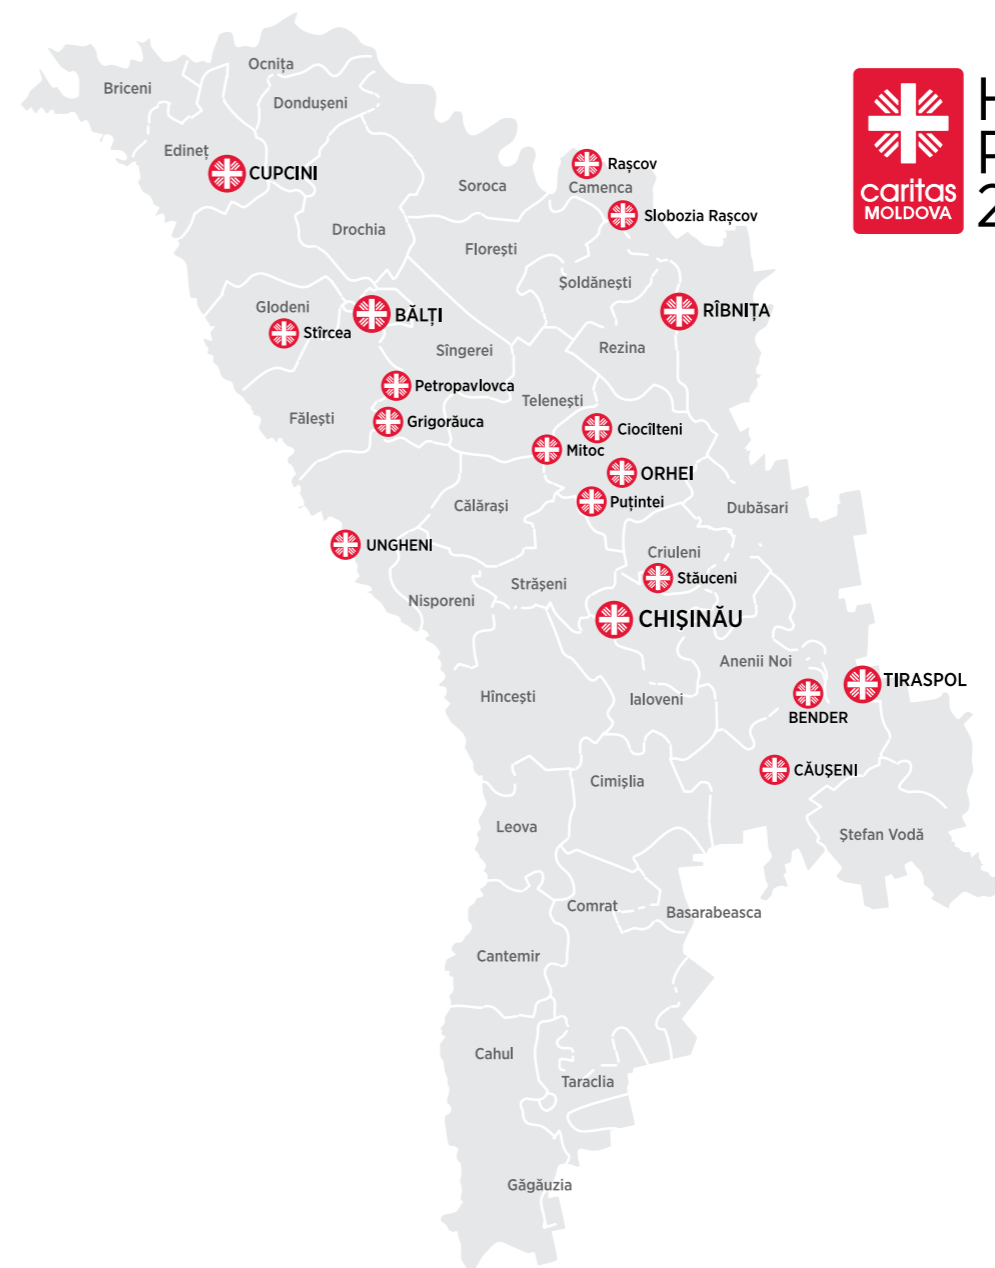 Ocnița
Briceni
Dondușeni
Edineț
CUPCINI
Rașcov
Soroca
Camenca
Slobozia Rașcov
caritas
MOLDOVA
Drochia
Florești
Șoldănești
Glodeni
BĂLȚI
RÎBNIȚA
Stîrcea
Sîngerei
Rezina
Petropavlovca
Telenești
Fălești
Grigorăuca
Ciocîlteni
Mitoc
ORHEI
Călărași
Puțintei
Dubăsari
UNGHENI
Criuleni
Strășeni
Stăuceni
Nisporeni
CHIȘINĂU
Anenii Noi
TIRASPOL
Hîncești
Ialoveni
BENDER
CĂUȘENI
Cimișlia
Leova
Ștefan Vodă
Comrat
Basarabeasca
Cantemir
Cahul
Taraclia
Găgăuzia